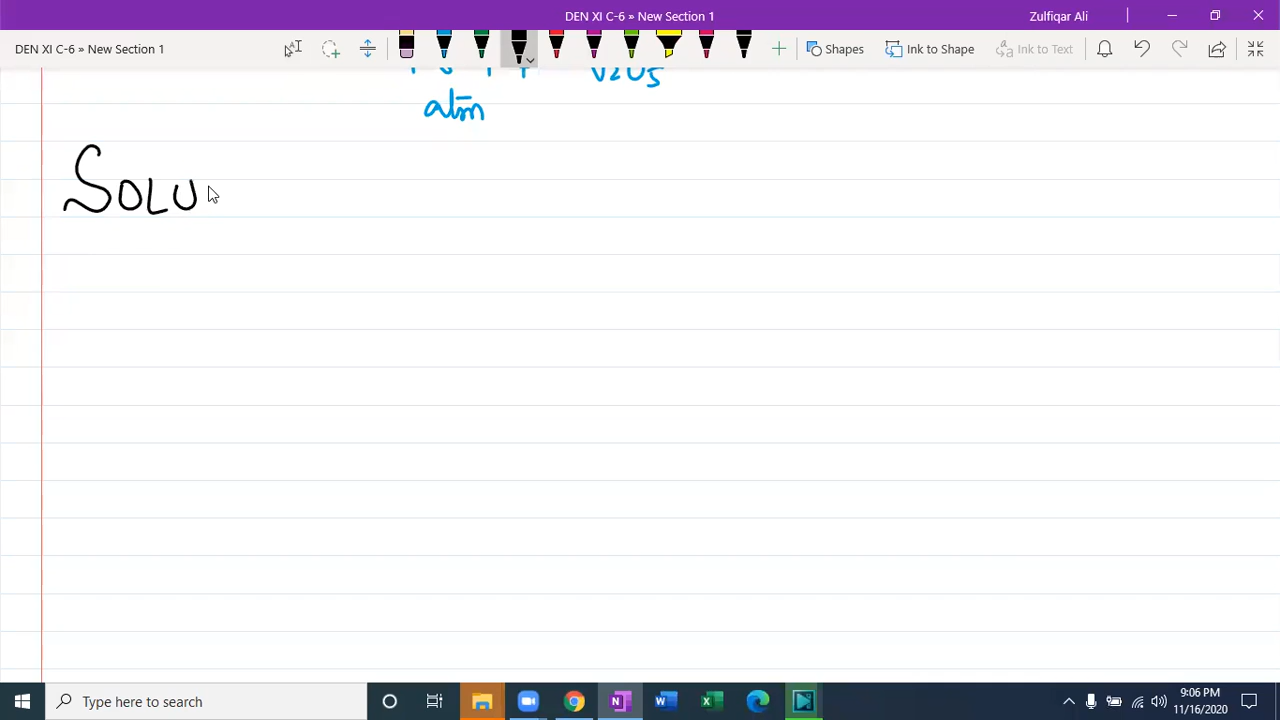 DEN XI C-6 » New Section 1
Zulfiqar Ali
DEN XI C-6 » New Section 1
Shapes
Ink to Shape
Ink to Text
V2O5
atm
SOLU
Type here to search
9:06 PM
11/16/2020